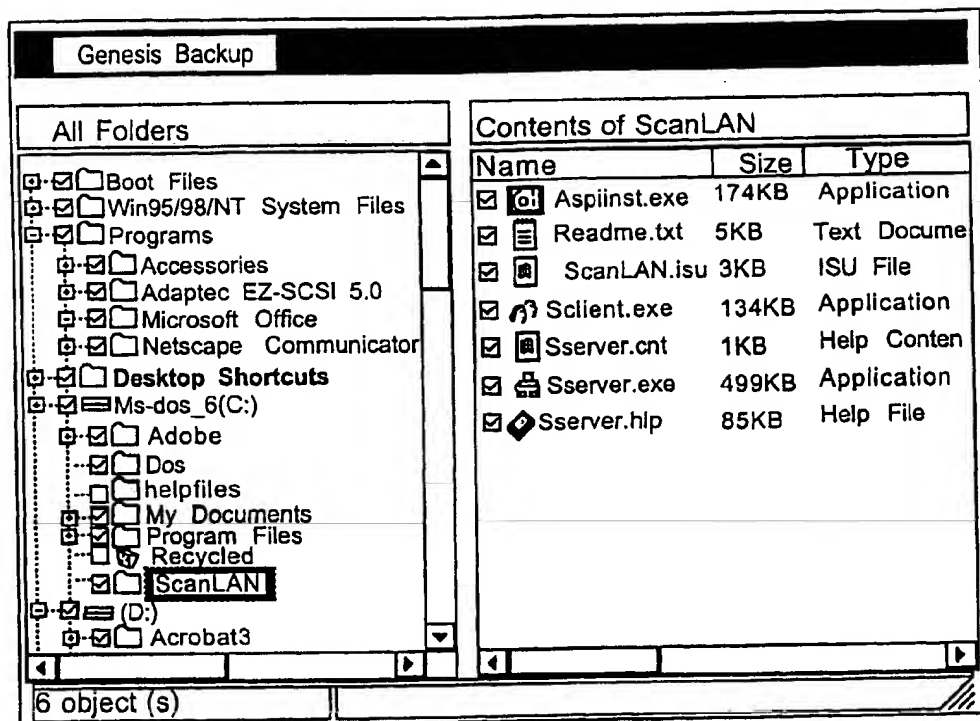 Genesis Backup
All Folders
Boot Files
Win95/98/NT System Files
Programs
Accessories
Adaptec EZ-SCSI 5.0
Microsoft Office
Netscape Communicator
Desktop Shortcuts
Ms-dos_6(C:)
Adobe
Dos
helpfiles
My Documents
Program Files
Recycled
ScanLAN
(D:)
Acrobat3
6 object (s)
Contents of ScanLAN
Name Size Type
Aspiinst.exe 174KB Application
Readme.txt 5KB Text Docume
ScanLAN.isu 3KB ISU File
Sclient.exe 134KB Application
Sserver.cnt 1KB Help Conten
Sserver.exe 499KB Application
Sserver.hlp 85KB Help File